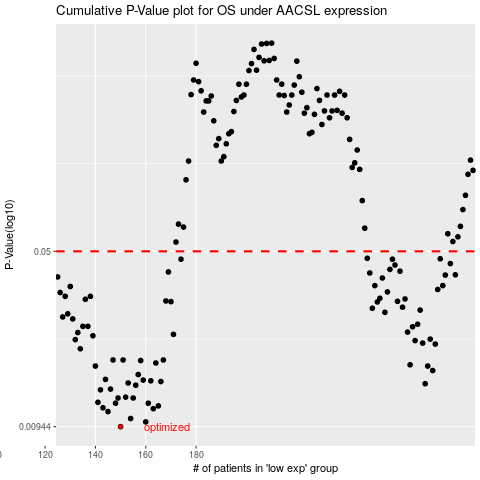 Cumulative P-Value plot for OS under AACSL expression
P-Value(log10)
0.05
0.00944
optimized
0 120 140 160 180
# of patients in 'low exp' group